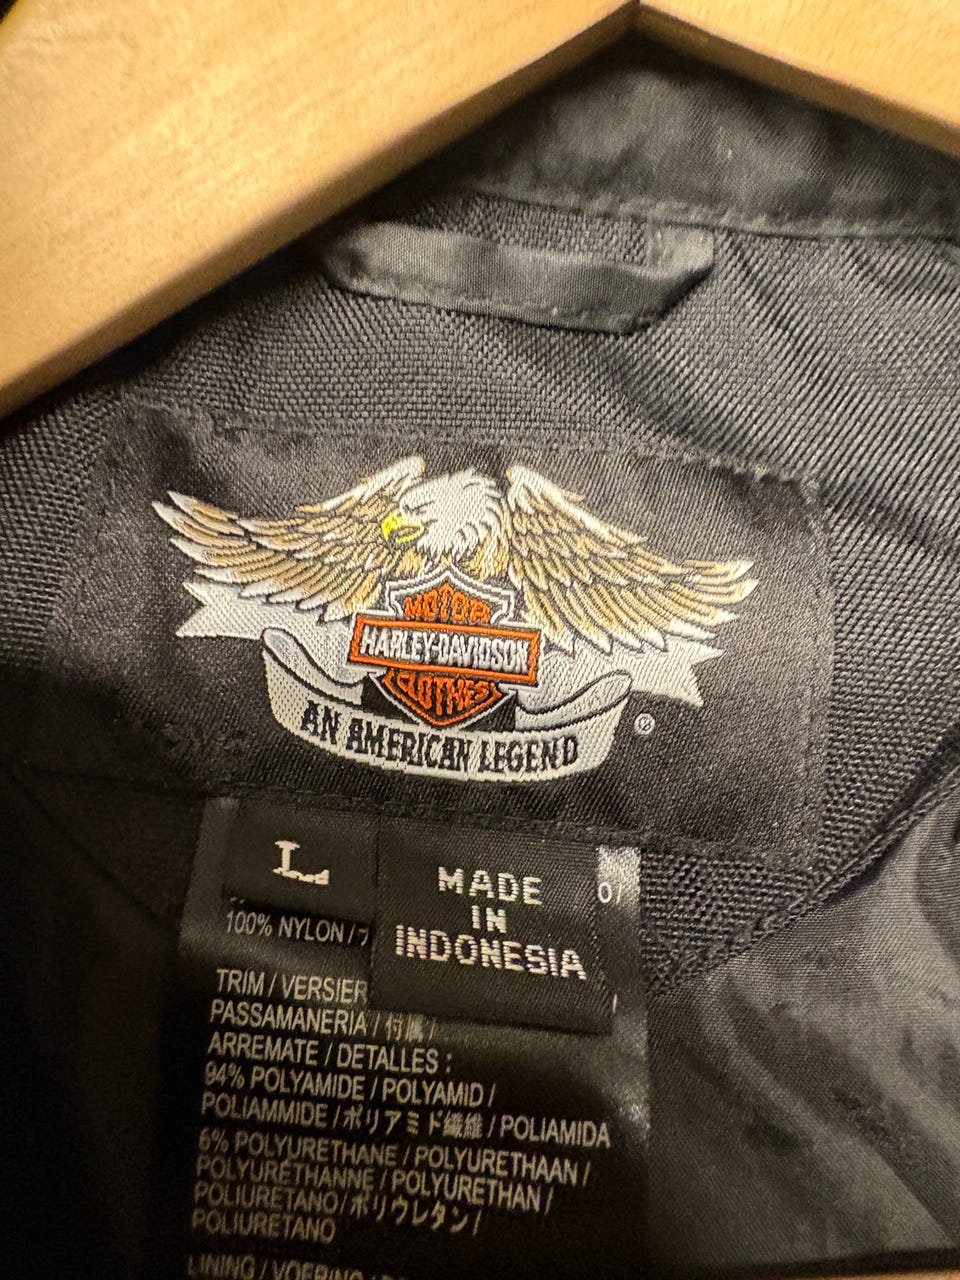 MOTOR
HARLEY-DAVIDSON
CLOTHES
AN AMERICAN LEGEND
®
L
MADE
IN
INDONESIA
100% NYLON /
TRIM / VERSIER
PASSAMANERIA / 付属 /
ARREMATE / DETALLES :
94% POLYAMIDE / POLYAMID /
POLIAMMIDE / ポリアミド繊維 / POLIAMIDA
6% POLYURETHANE / POLYURETHAAN /
POLYURÉTHANNE / POLYURETHAN /
POLIURETANO / ポリウレタン /
POLIURETANO
LINING / VOERING /